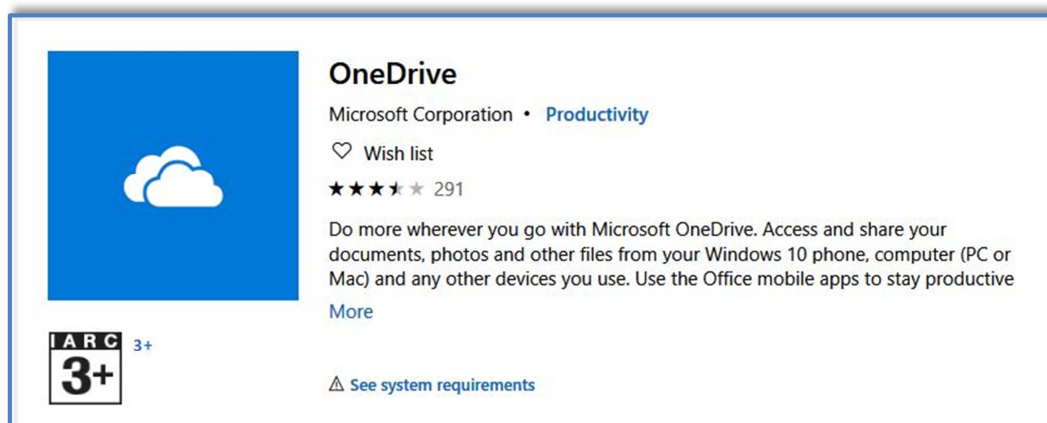 OneDrive
Microsoft Corporation • Productivity
Wish list
291
Do more wherever you go with Microsoft OneDrive. Access and share your
documents, photos and other files from your Windows 10 phone, computer (PC or
Mac) and any other devices you use. Use the Office mobile apps to stay productive
More
IARC
3+
3+
See system requirements